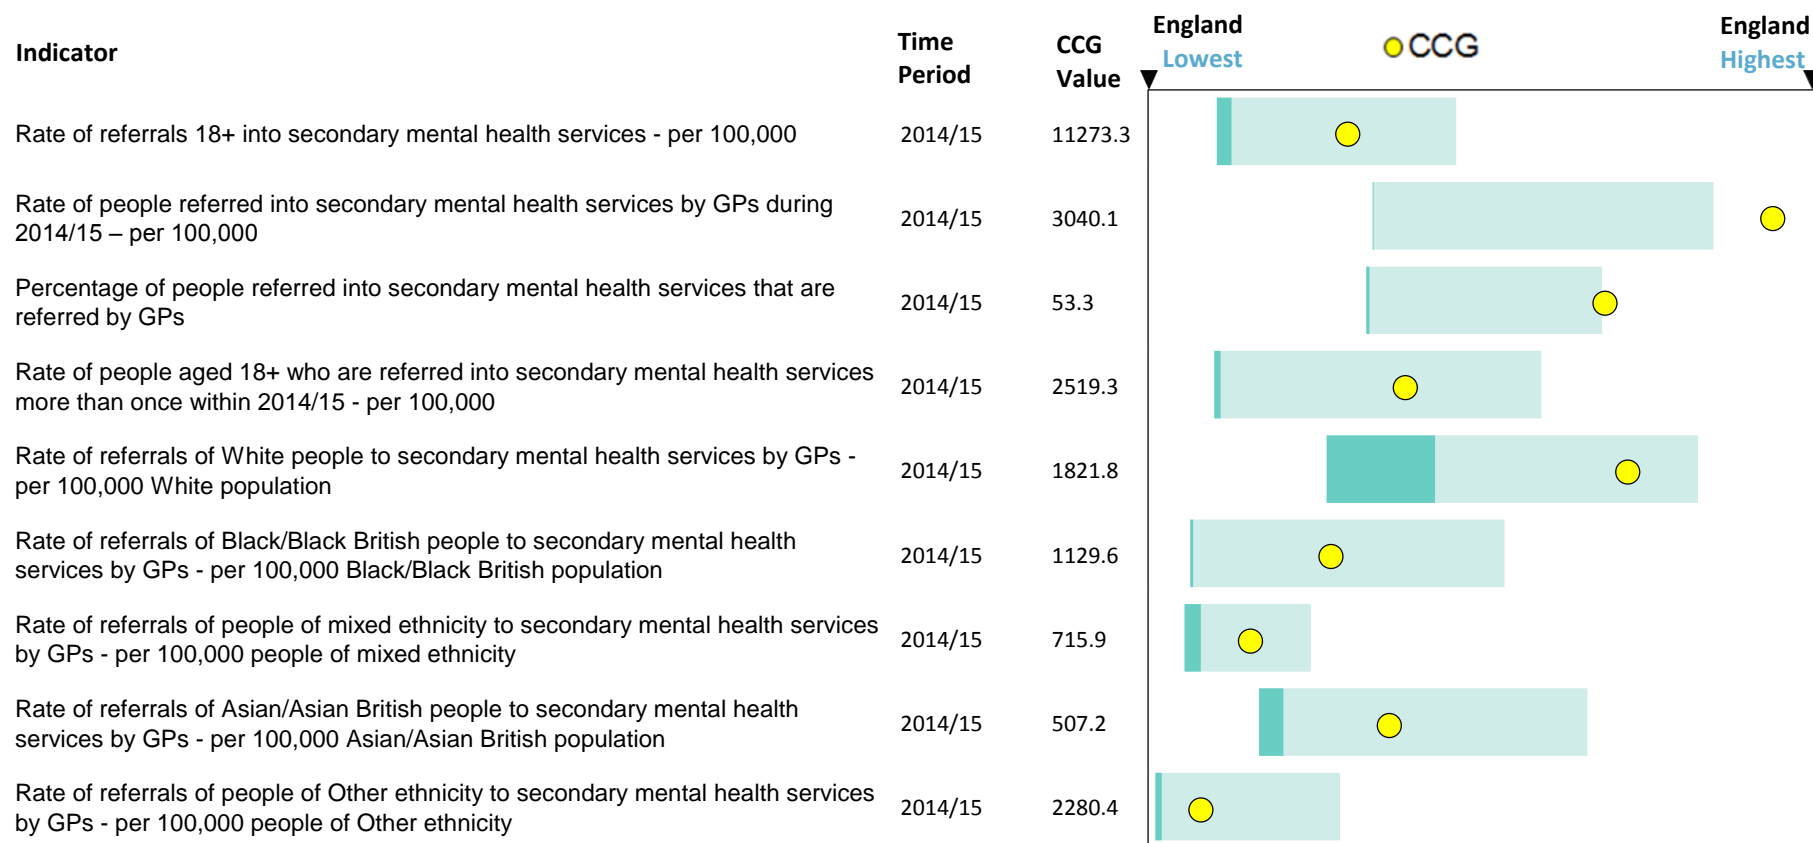 Indicator
Time
Period
CCG
Value
England
Lowest
CCG
England
Highest
Rate of referrals 18+ into secondary mental health services - per 100,000
2014/15
11273.3
Rate of people referred into secondary mental health services by GPs during
2014/15 – per 100,000
2014/15
3040.1
Percentage of people referred into secondary mental health services that are
referred by GPs
2014/15
53.3
Rate of people aged 18+ who are referred into secondary mental health services
more than once within 2014/15 - per 100,000
2014/15
2519.3
Rate of referrals of White people to secondary mental health services by GPs -
per 100,000 White population
2014/15
1821.8
Rate of referrals of Black/Black British people to secondary mental health
services by GPs - per 100,000 Black/Black British population
2014/15
1129.6
Rate of referrals of people of mixed ethnicity to secondary mental health services
by GPs - per 100,000 people of mixed ethnicity
2014/15
715.9
Rate of referrals of Asian/Asian British people to secondary mental health
services by GPs - per 100,000 Asian/Asian British population
2014/15
507.2
Rate of referrals of people of Other ethnicity to secondary mental health services
by GPs - per 100,000 people of Other ethnicity
2014/15
2280.4